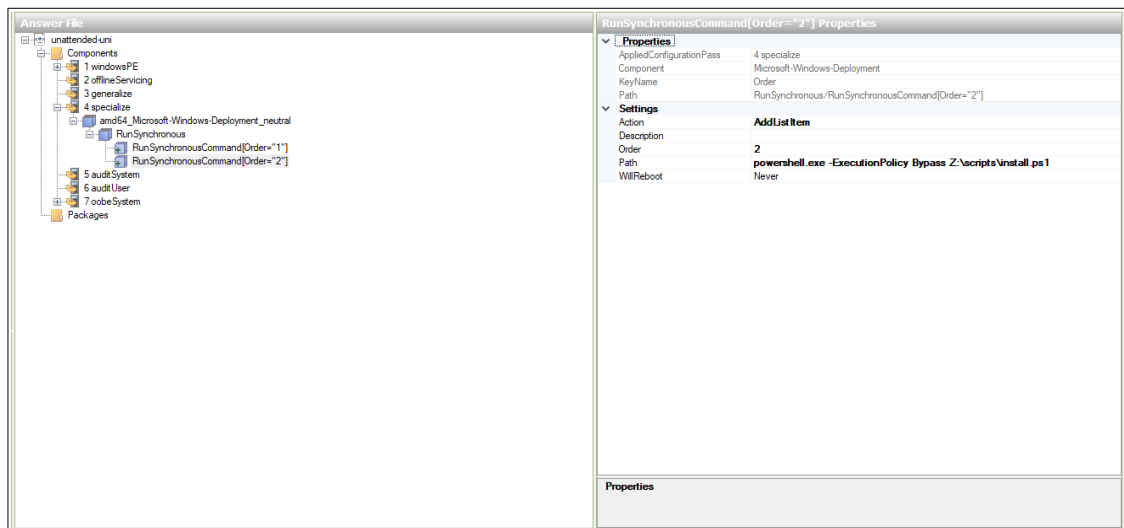 Answer File
unattended-uni
Components
1 windowsPE
2 offlineServicing
3 generalize
4 specialize
amd64_Microsoft-Windows-Deployment_neutral
RunSynchronous
RunSynchronousCommand[Order="1"]
RunSynchronousCommand[Order="2"]
5 auditSystem
6 auditUser
7 oobeSystem
Packages
RunSynchronousCommand[Order="2"] Properties
Properties
AppliedConfigurationPass 4 specialize
Component Microsoft-Windows-Deployment
KeyName Order
Path RunSynchronous/RunSynchronousCommand[Order="2"]
Settings
Action AddListItem
Description
Order 2
Path powershell.exe -ExecutionPolicy Bypass Z:\scripts\install.ps1
WillReboot Never
Properties